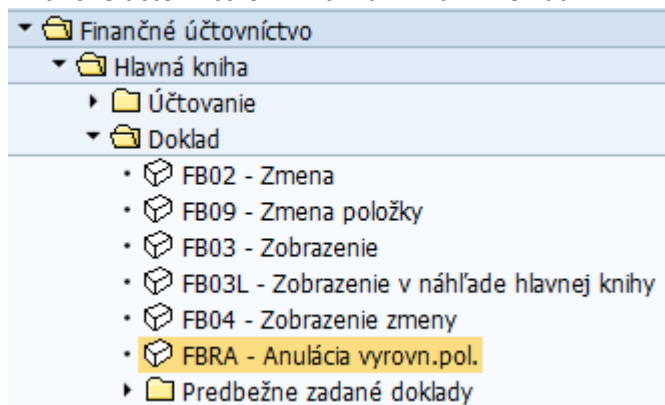 Finančné účtovníctvo
Hlavná kniha
Účtovanie
Doklad
FB02 - Zmena
FB09 - Zmena položky
FB03 - Zobrazenie
FB03L - Zobrazenie v náhľade hlavnej knihy
FB04 - Zobrazenie zmeny
FBRA - Anulácia vyrovn.pol.
Predbežne zadané doklady